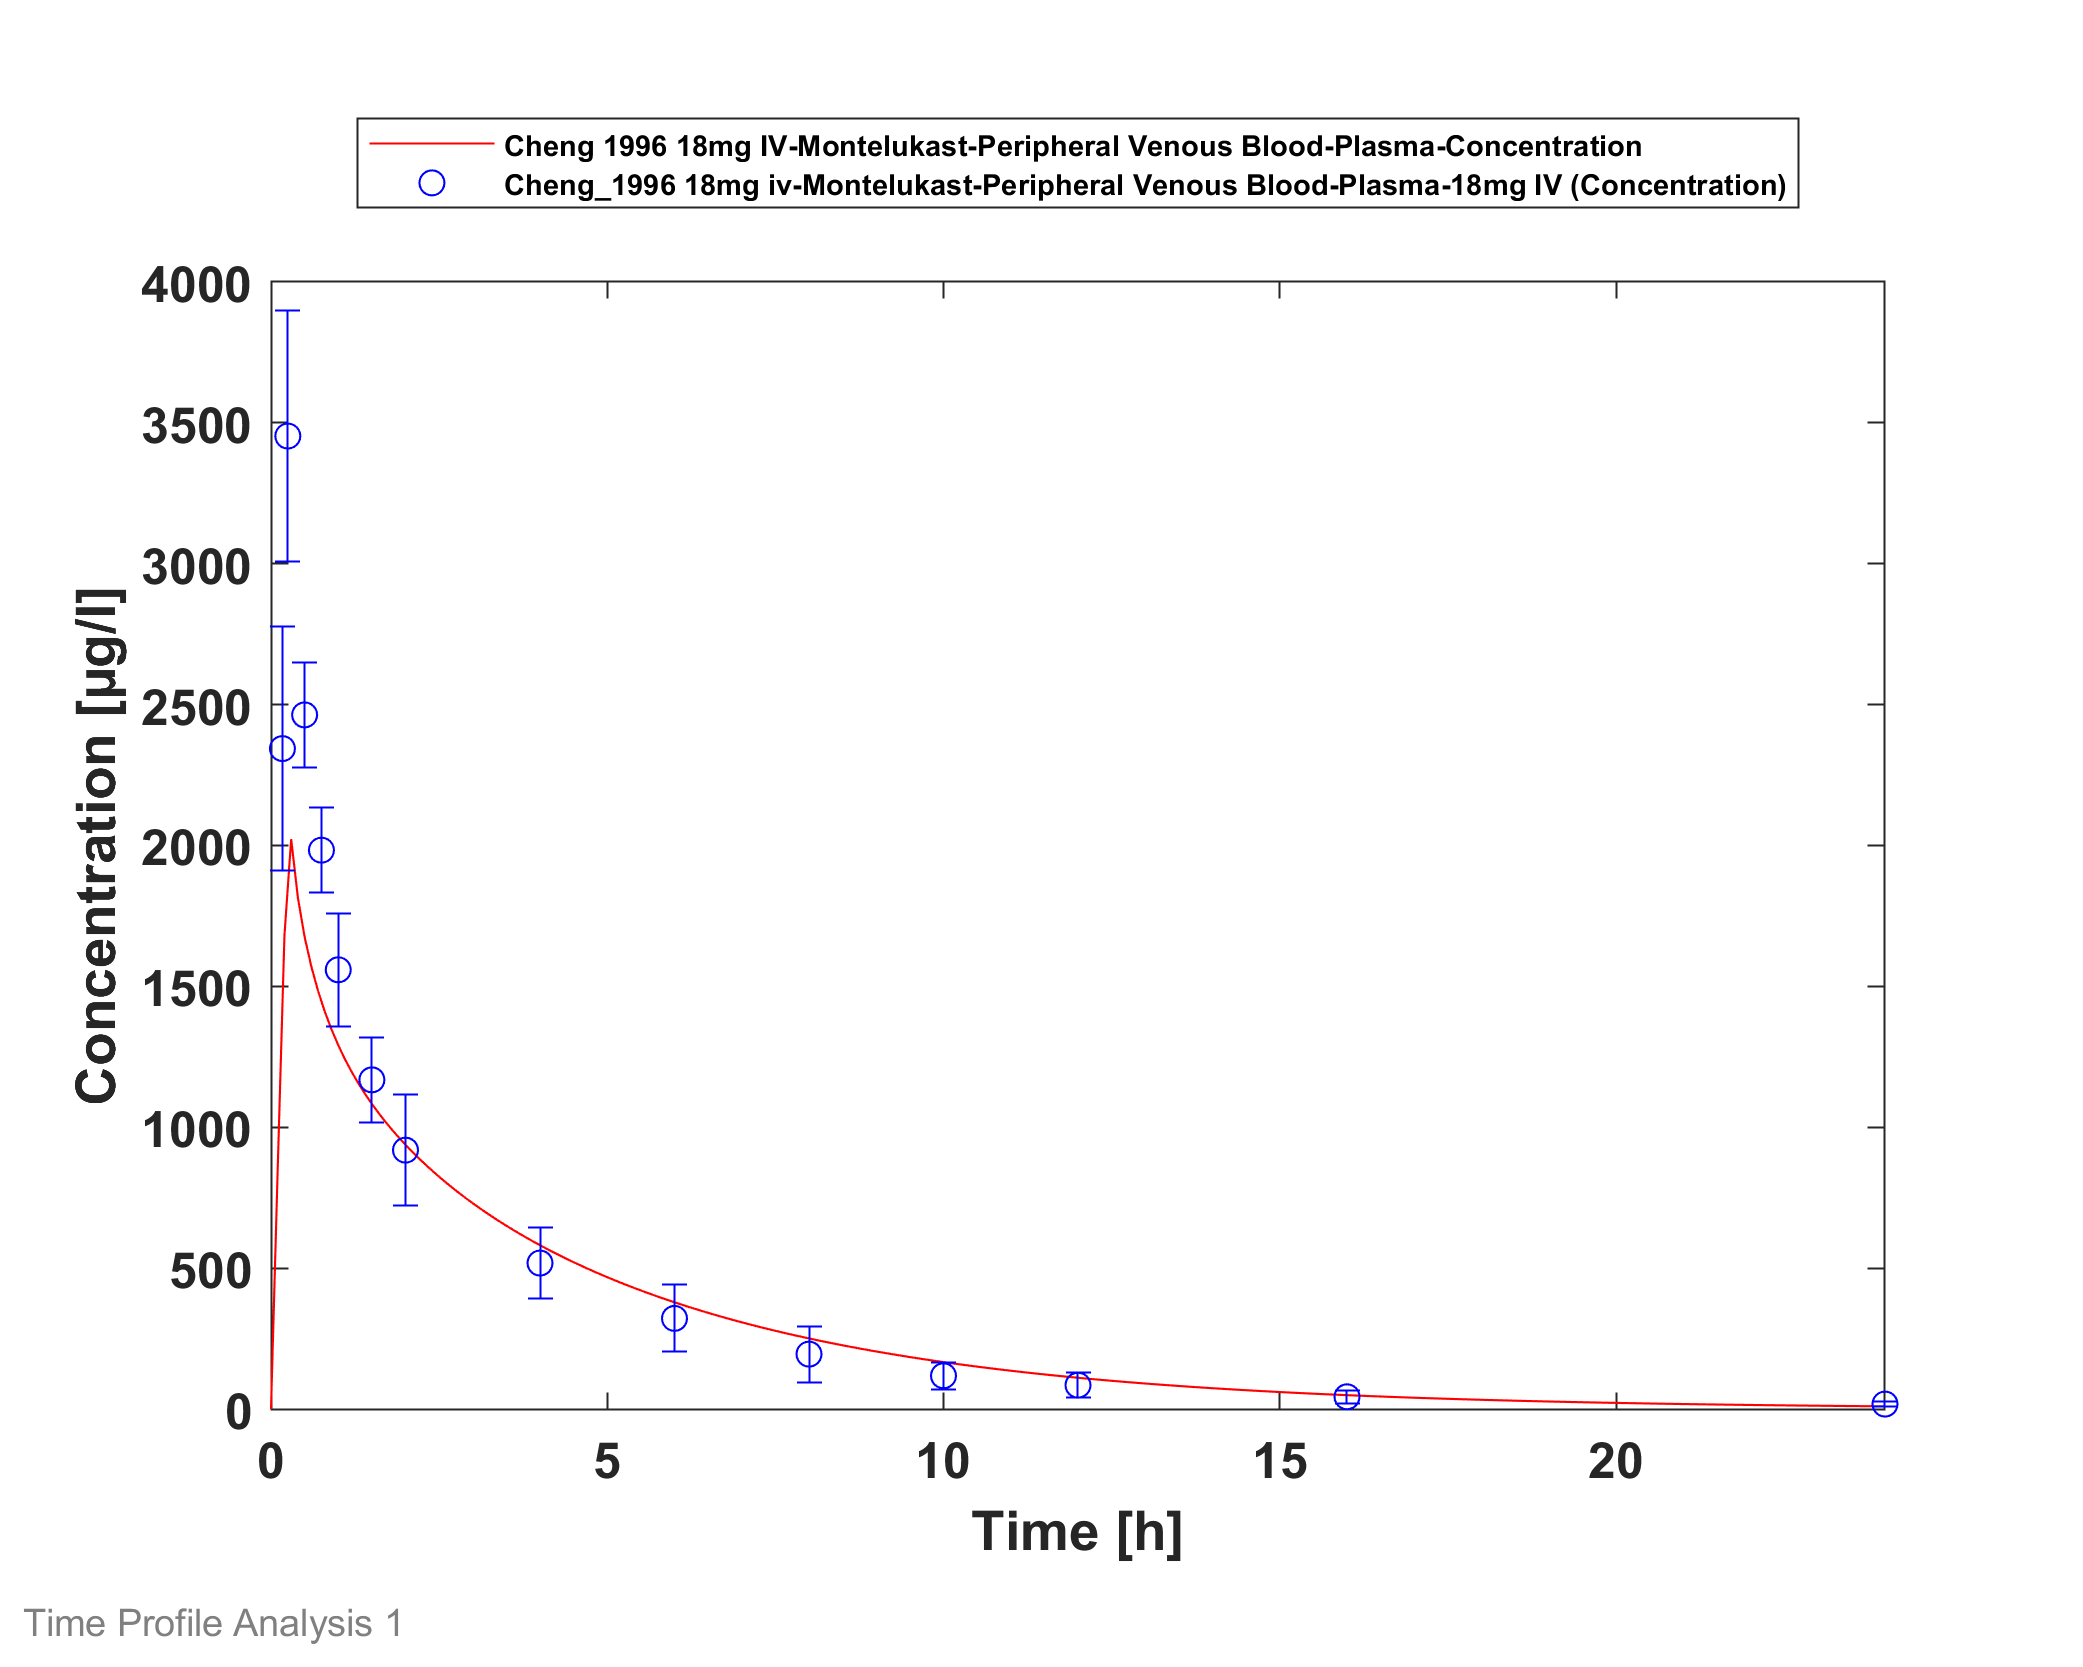 Cheng 1996 18mg IV-Montelukast-Peripheral Venous Blood-Plasma-Concentration
Cheng_1996 18mg iv-Montelukast-Peripheral Venous Blood-Plasma-18mg IV (Concentration)
4000
3500
3000
2500
2000
1500
1000
500
0
Concentration [µg/l]
0 5 10 15 20
Time [h]
Time Profile Analysis 1